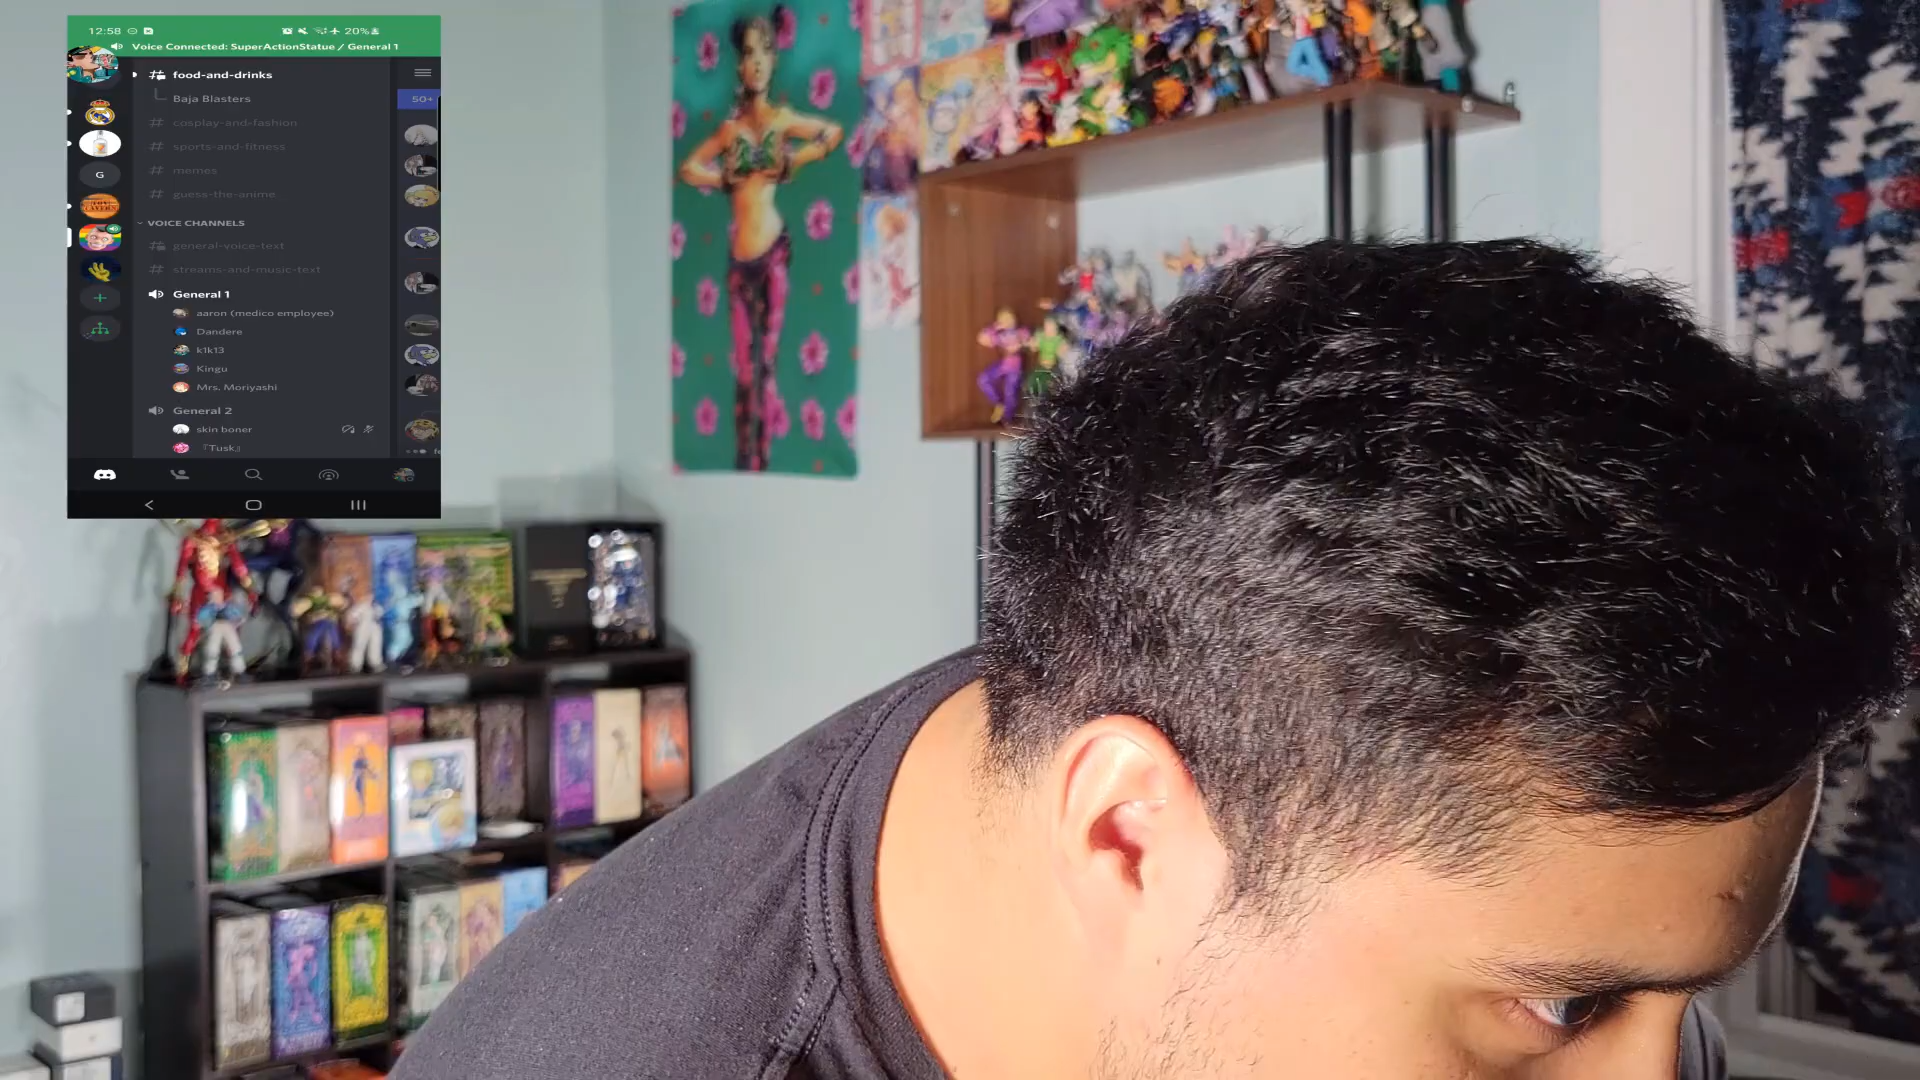 12:58
20%
Voice Connected: SuperActionStatue / General 1
food-and-drinks
Baja Blasters
50+
# cosplay-and-fashion
# sports-and-fitness
# memes
G
# guess-the-anime
VOICE CHANNELS
general-voice-text
# streams-and-music-text
General 1
aaron (medico employee)
Dandere
k1k13
Kingu
Mrs. Moriyashi
General 2
skin boner
『Tusk』